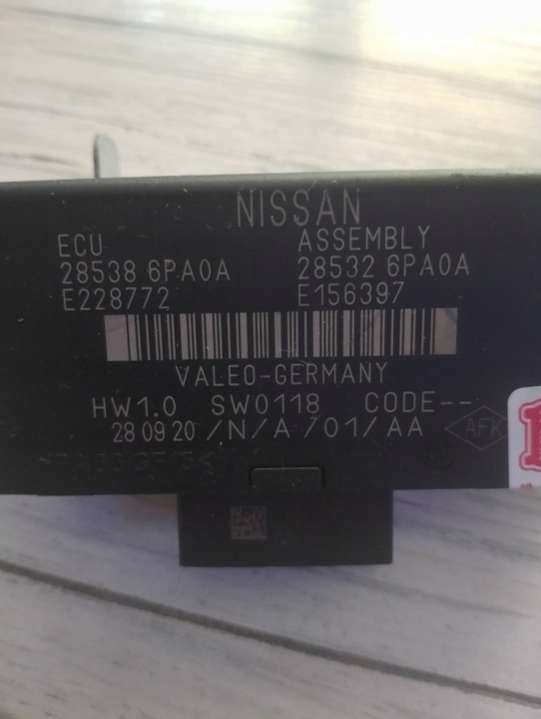 NISSAN
ECU ASSEMBLY
28538 6PA0A 28532 6PA0A
E228772 E156397
VALEO-GERMANY
HW1.0 SW0118 CODE--
28 09 20 /N/A /01/AA
AFK